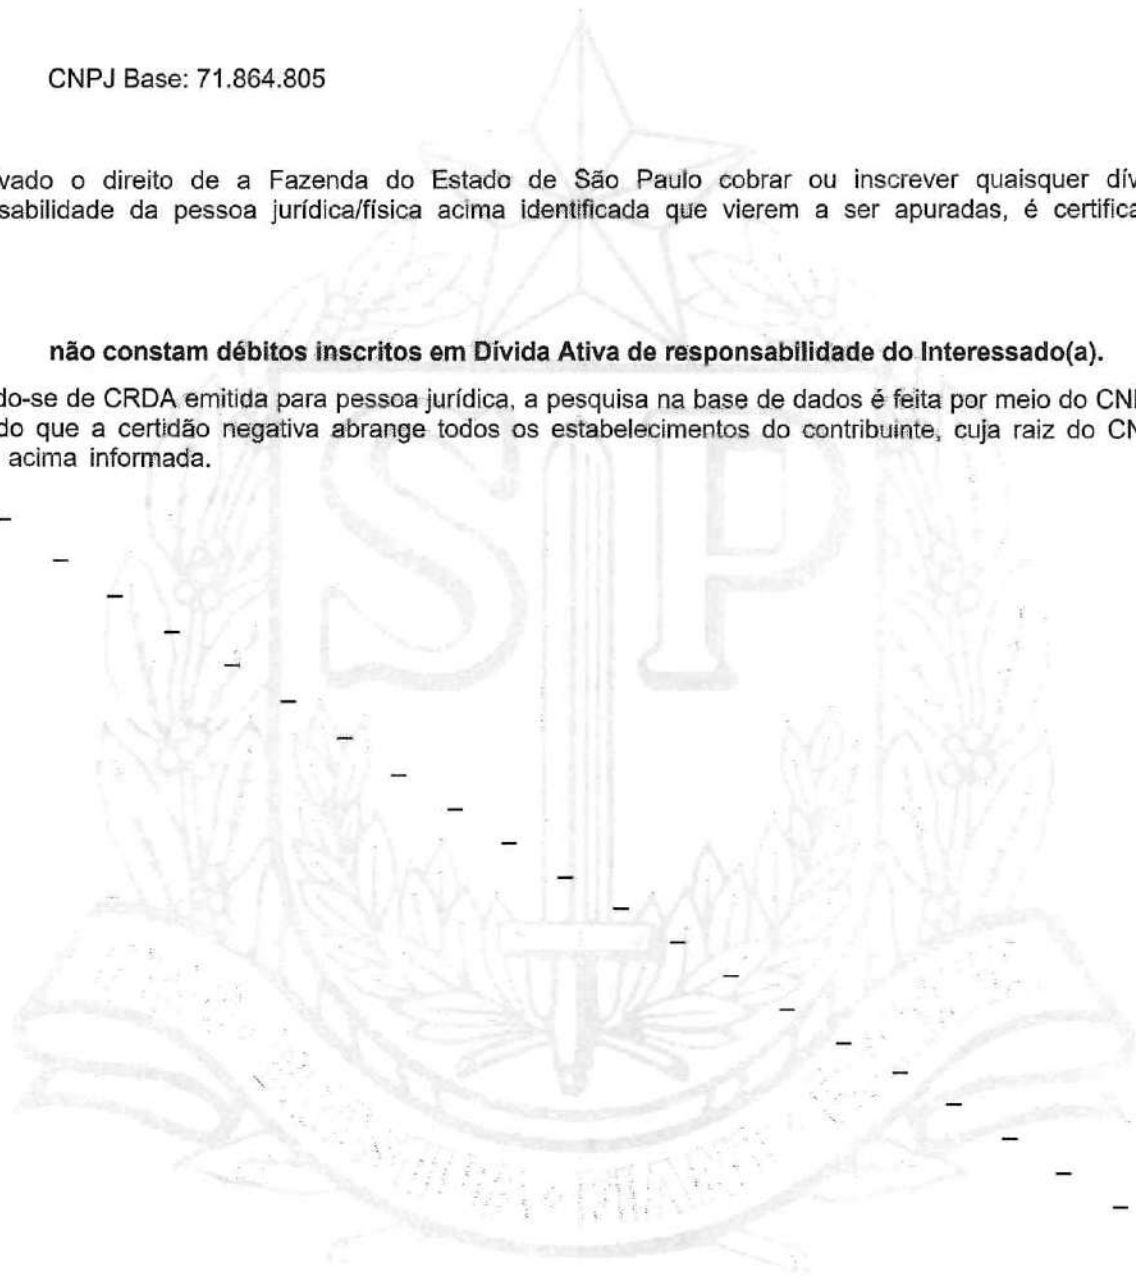 CNPJ Base: 71.864.805
vado o direito de a Fazenda do Estado de São Paulo cobrar ou inscrever quaisquer dív
sabilidade da pessoa jurídica/física acima identificada que vierem a ser apuradas, é certifica
não constam débitos inscritos em Dívida Ativa de responsabilidade do Interessado(a).
do-se de CRDA emitida para pessoa jurídica, a pesquisa na base de dados é feita por meio do CN
do que a certidão negativa abrange todos os estabelecimentos do contribuinte, cuja raiz do CN
acima informada.
SP